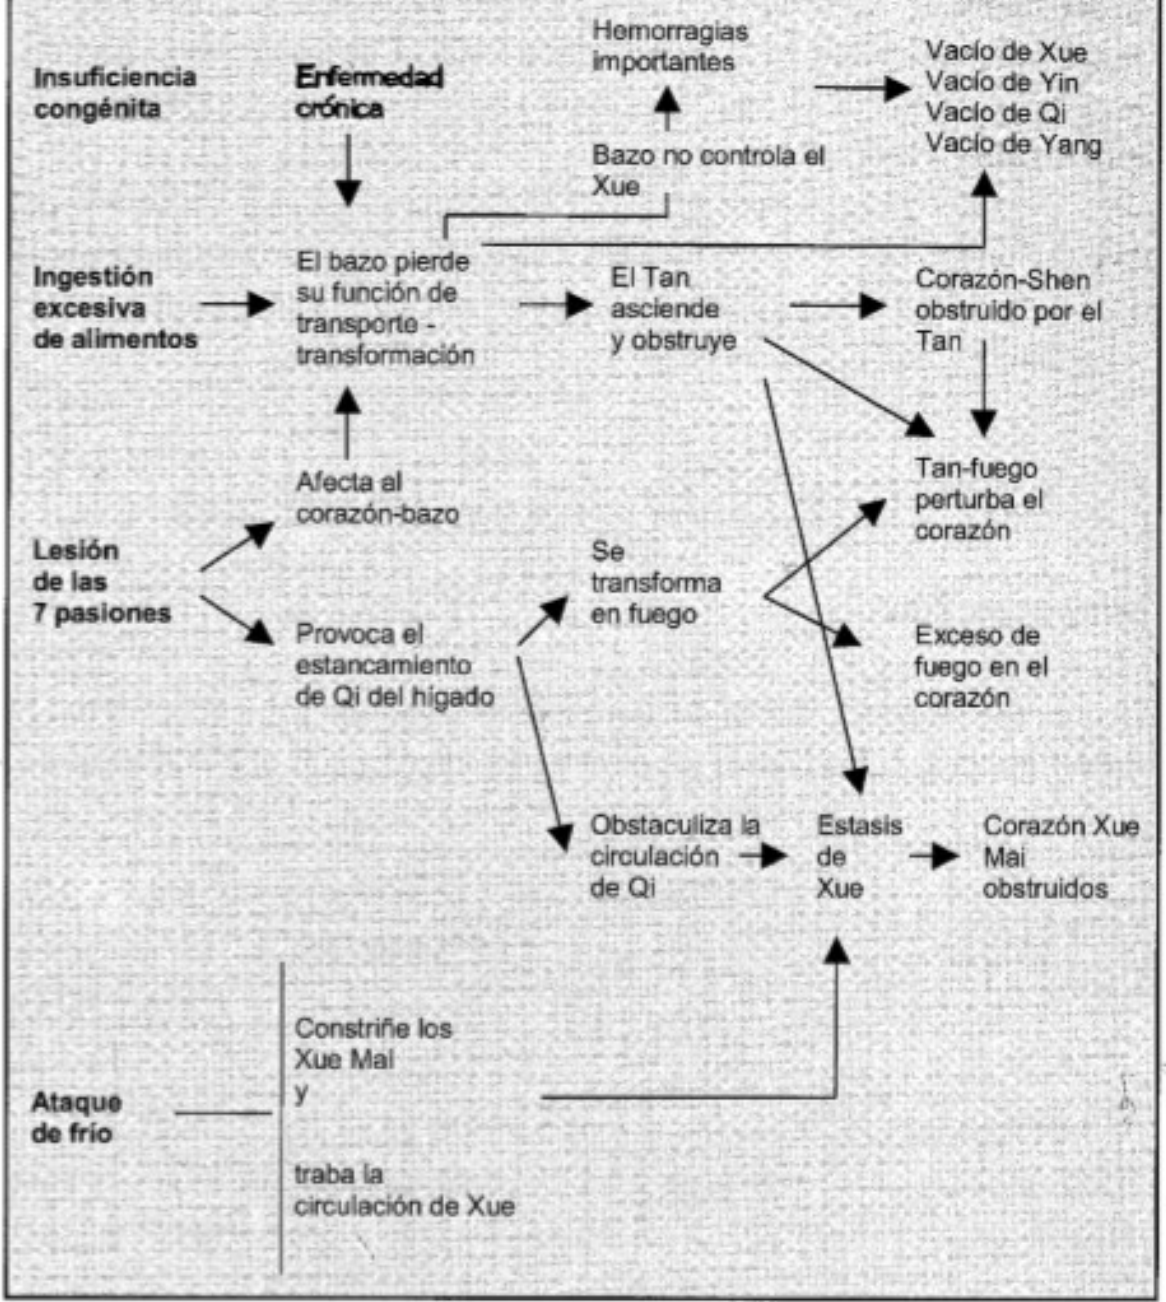 Insuficiencia
congénita
Enfermedad
crónica
Hemorragias
importantes
Vacío de Xue
Vacío de Yin
Vacío de Qi
Vacío de Yang
Bazo no controla el
Xue
Ingestión
excesiva
de alimentos
El bazo pierde
su función de
transporte -
transformación
El Tan
asciende
y obstruye
Corazón-Shen
obstruido por el
Tan
Afecta al
corazón-bazo
Tan-fuego
perturba el
corazón
Lesión
de las
7 pasiones
Provoca el
estancamiento
de Qi del hígado
Se
transforma
en fuego
Exceso de
fuego en el
corazón
Obstaculiza la
circulación
de Qi
Estasis
de
Xue
Corazón Xue
Mai
obstruidos
Ataque
de frío
Constriñe los
Xue Mai
y
traba la
circulación de Xue